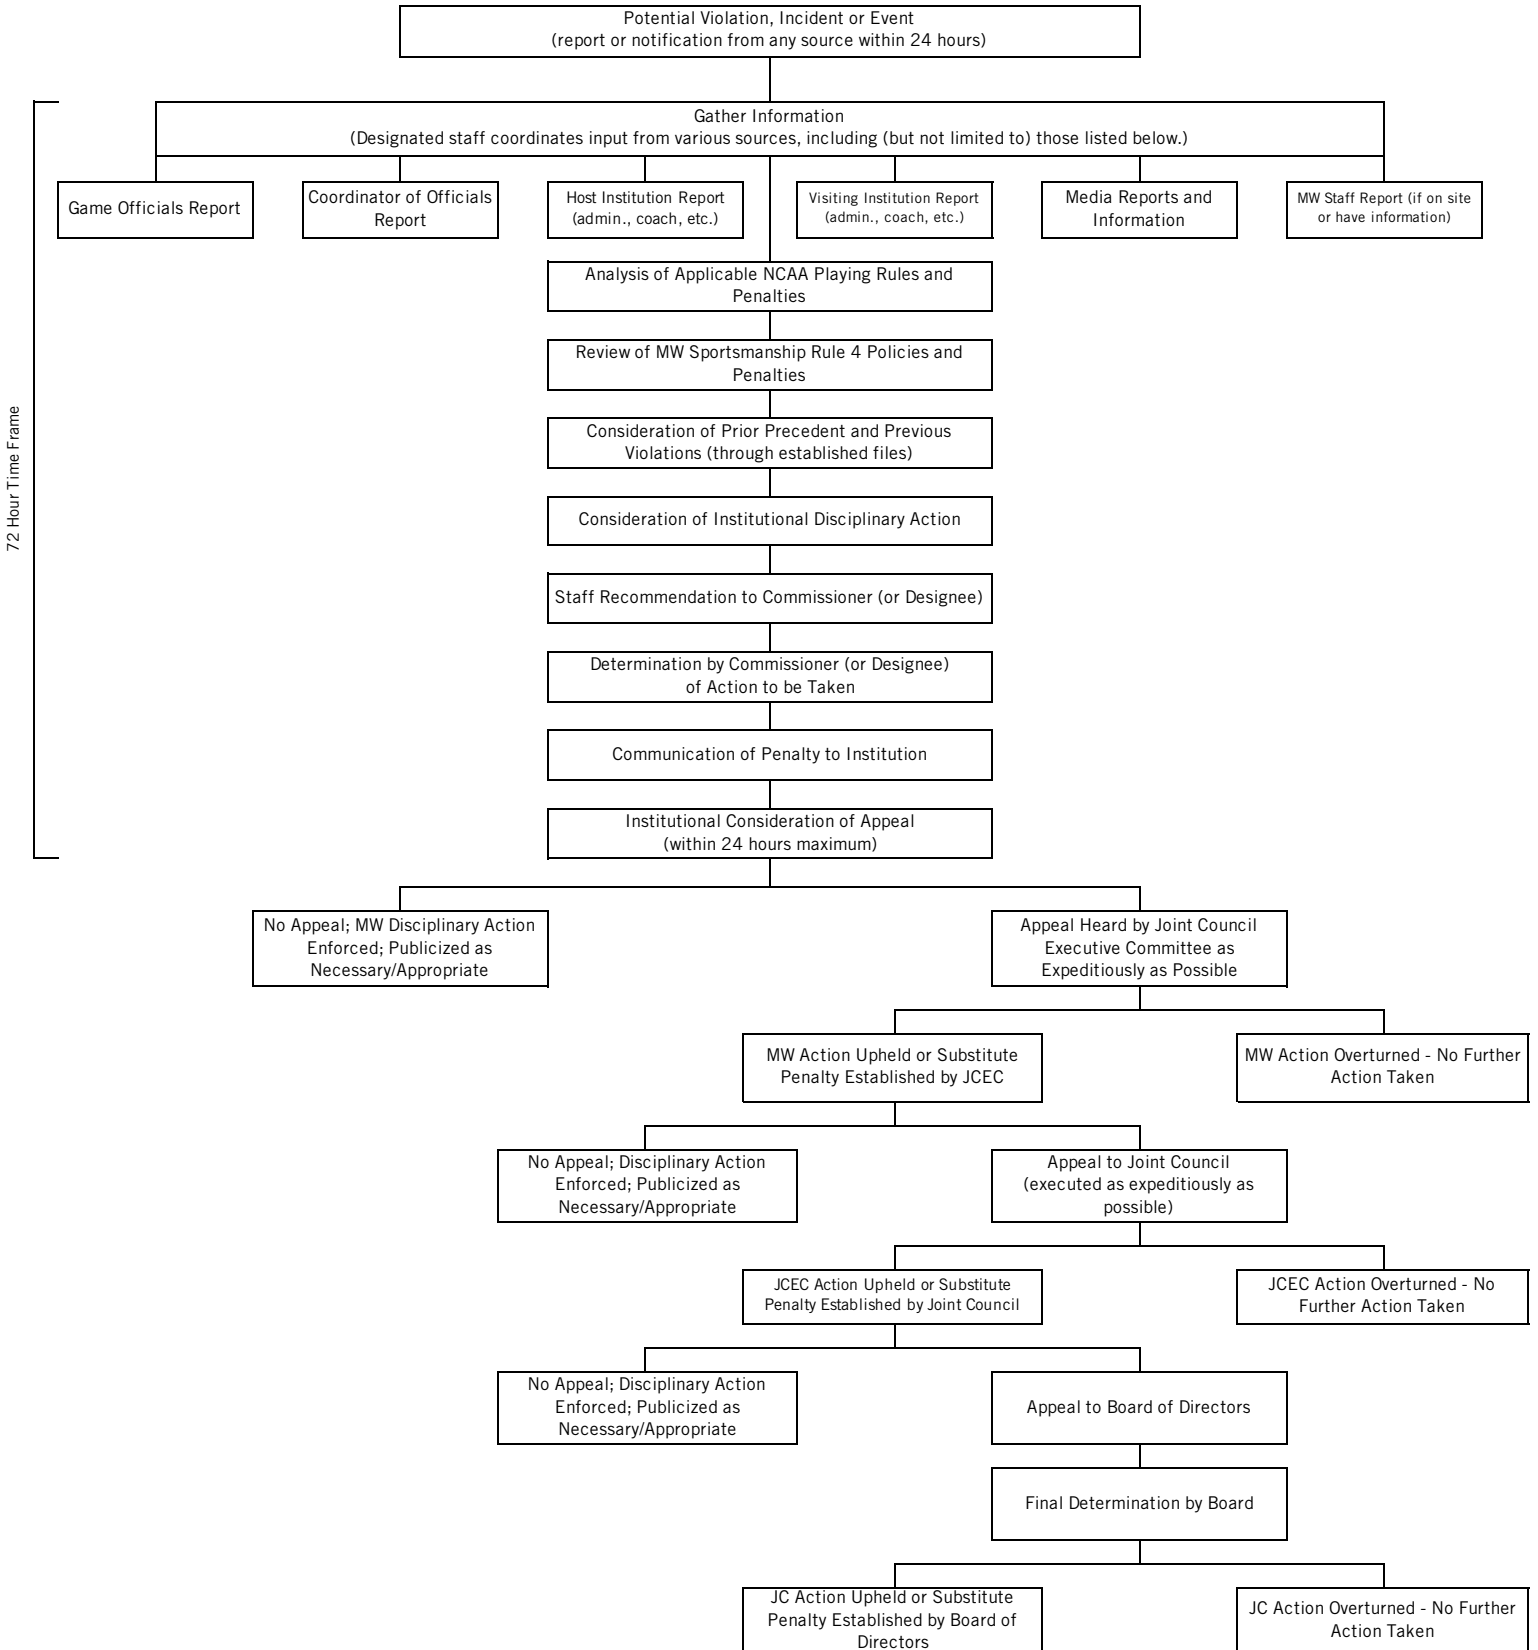 Potential Violation, Incident or Event
(report or notification from any source within 24 hours)
Gather Information
(Designated staff coordinates input from various sources, including (but not limited to) those listed below.)
Game Officials Report
Coordinator of Officials
Report
Host Institution Report
(admin., coach, etc.)
Visiting Institution Report
(admin., coach, etc.)
Media Reports and
Information
MW Staff Report (if on site
or have information)
72 Hour Time Frame
Analysis of Applicable NCAA Playing Rules and
Penalties
Review of MW Sportsmanship Rule 4 Policies and
Penalties
Consideration of Prior Precedent and Previous
Violations (through established files)
Consideration of Institutional Disciplinary Action
Staff Recommendation to Commissioner (or Designee)
Determination by Commissioner (or Designee)
of Action to be Taken
Communication of Penalty to Institution
Institutional Consideration of Appeal
(within 24 hours maximum)
No Appeal; MW Disciplinary Action
Enforced; Publicized as
Necessary/Appropriate
Appeal Heard by Joint Council
Executive Committee as
Expeditiously as Possible
MW Action Upheld or Substitute
Penalty Established by JCEC
MW Action Overturned - No Further
Action Taken
No Appeal; Disciplinary Action
Enforced; Publicized as
Necessary/Appropriate
Appeal to Joint Council
(executed as expeditiously as
possible)
JCEC Action Upheld or Substitute
Penalty Established by Joint Council
JCEC Action Overturned - No
Further Action Taken
No Appeal; Disciplinary Action
Enforced; Publicized as
Necessary/Appropriate
Appeal to Board of Directors
Final Determination by Board
JC Action Upheld or Substitute
Penalty Established by Board of
Directors
JC Action Overturned - No Further
Action Taken